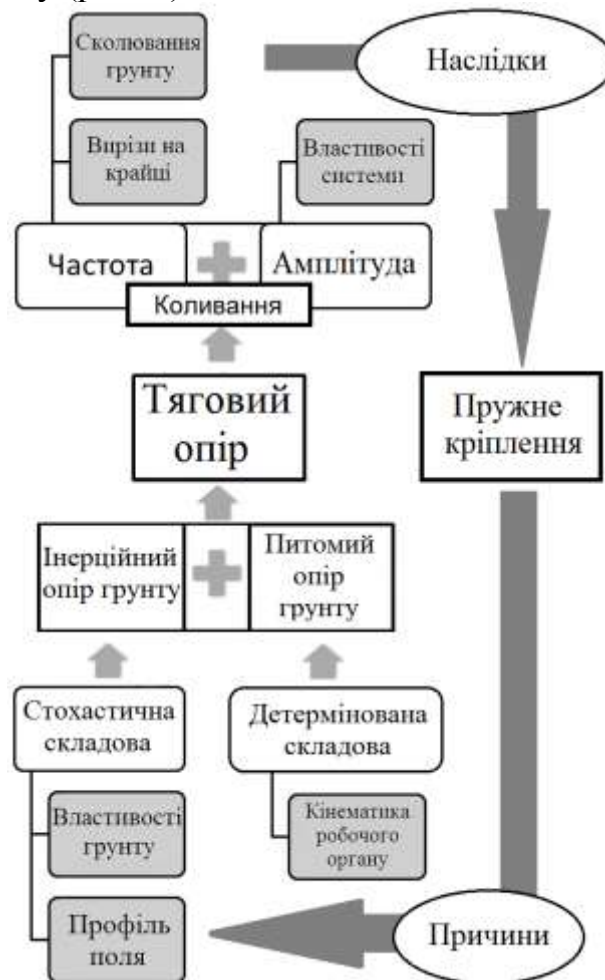 Сколювання
грунту
Наслідки
Вирізи на
крайці
Властивості
системи
Частота
Амплітуда
Коливання
Тяговий
опір
Пружне
кріплення
Інерційний
опір грунту
Питомий
опір
грунту
Стохастична
складова
Детермінована
складова
Властивості
грунту
Кінематика
робочого
органу
Профіль
поля
Причини